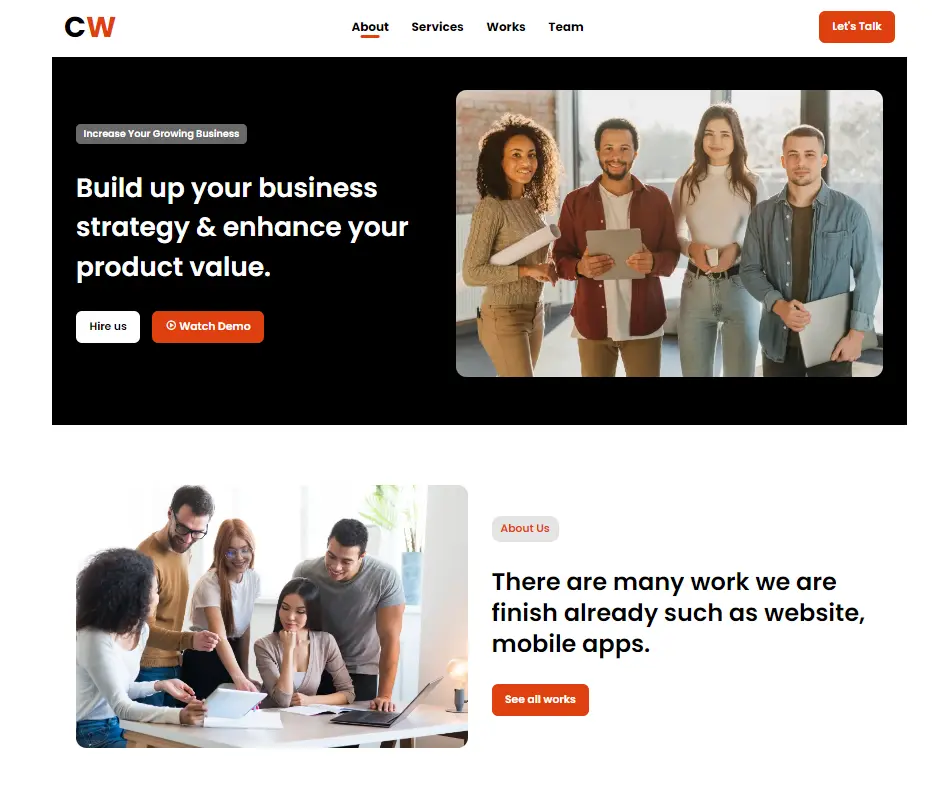 CW
About Services Works Team
Let's Talk
Increase Your Growing Business
Build up your business
strategy & enhance your
product value.
Hire us
Watch Demo
About Us
There are many work we are
finish already such as website,
mobile apps.
See all works